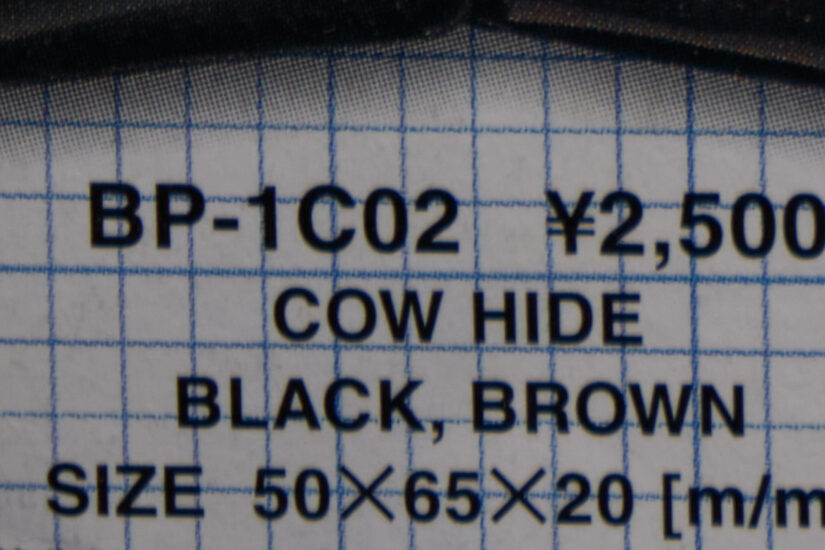 BP-1C02 ¥2,500
COW HIDE
BLACK, BROWN
SIZE 50×65×20 [m/m